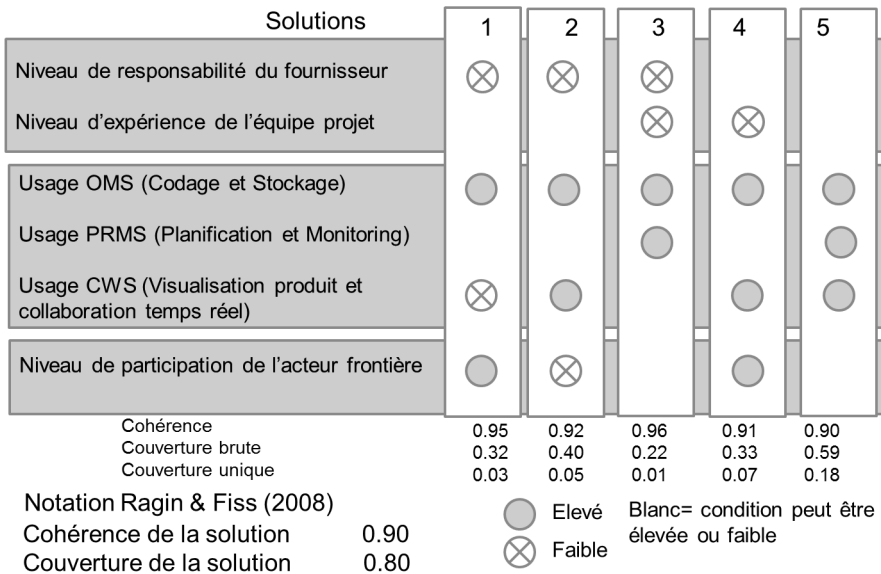 Solutions 1 2 3 4 5
Niveau de responsabilité du fournisseur
Niveau d'expérience de l'équipe projet
Usage OMS (Codage et Stockage)
Usage PRMS (Planification et Monitoring)
Usage CWS (Visualisation produit et
collaboration temps réel)
Niveau de participation de l'acteur frontière
Cohérence 0.95 0.92 0.96 0.91 0.90
Couverture brute 0.32 0.40 0.22 0.33 0.59
Couverture unique 0.03 0.05 0.01 0.07 0.18
Notation Ragin & Fiss (2008)
Cohérence de la solution 0.90
Couverture de la solution 0.80
Elevé
Faible
Blanc= condition peut être
élevée ou faible